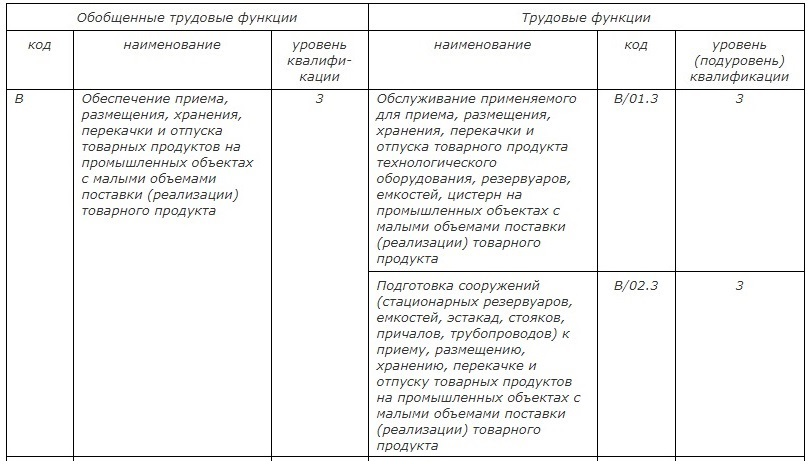 Обобщенные трудовые функции
Трудовые функции
код
наименование
уровень
квалифи-
кации
наименование
код
уровень
(подуровень)
квалификации
В
Обеспечение приема,
размещения, хранения,
перекачки и отпуска
товарных продуктов на
промышленных объектах
с малыми объемами
поставки (реализации)
товарного продукта
3
Обслуживание применяемого
для приема, размещения,
хранения, перекачки и
отпуска товарного продукта
технологического
оборудования, резервуаров,
емкостей, цистерн на
промышленных объектах с
малыми объемами поставки
(реализации) товарного
продукта
В/01.3
3
Подготовка сооружений
(стационарных резервуаров,
емкостей, эстакад, стояков,
причалов, трубопроводов) к
приему, размещению,
хранению, перекачке и
отпуску товарных продуктов
на промышленных объектах с
малыми объемами поставки
(реализации) товарного
продукта
В/02.3
3